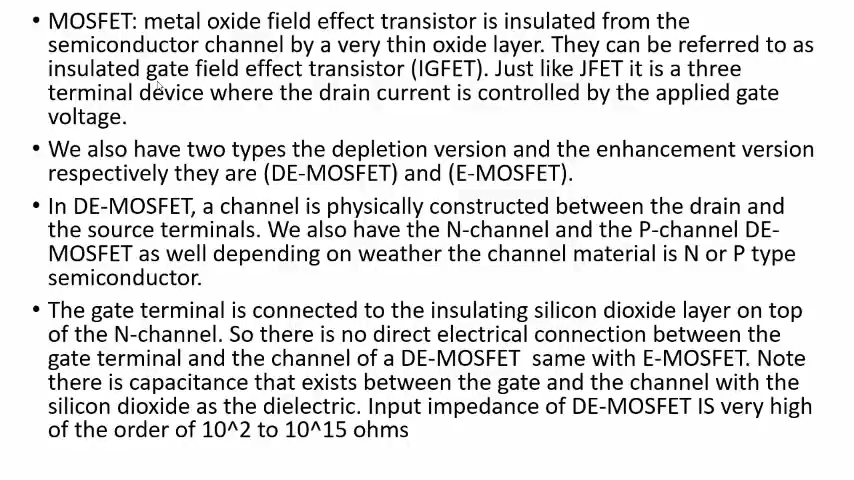 • MOSFET: metal oxide field effect transistor is insulated from the
semiconductor channel by a very thin oxide layer. They can be referred to as
insulated gate field effect transistor (IGFET). Just like JFET it is a three
terminal device where the drain current is controlled by the applied gate
voltage.
• We also have two types the depletion version and the enhancement version
respectively they are (DE-MOSFET) and (E-MOSFET).
• In DE-MOSFET, a channel is physically constructed between the drain and
the source terminals. We also have the N-channel and the P-channel DE-
MOSFET as well depending on weather the channel material is N or P type
semiconductor.
• The gate terminal is connected to the insulating silicon dioxide layer on top
of the N-channel. So there is no direct electrical connection between the
gate terminal and the channel of a DE-MOSFET  same with E-MOSFET. Note
there is capacitance that exists between the gate and the channel with the
silicon dioxide as the dielectric. Input impedance of DE-MOSFET IS very high
of the order of 10^2 to 10^15 ohms